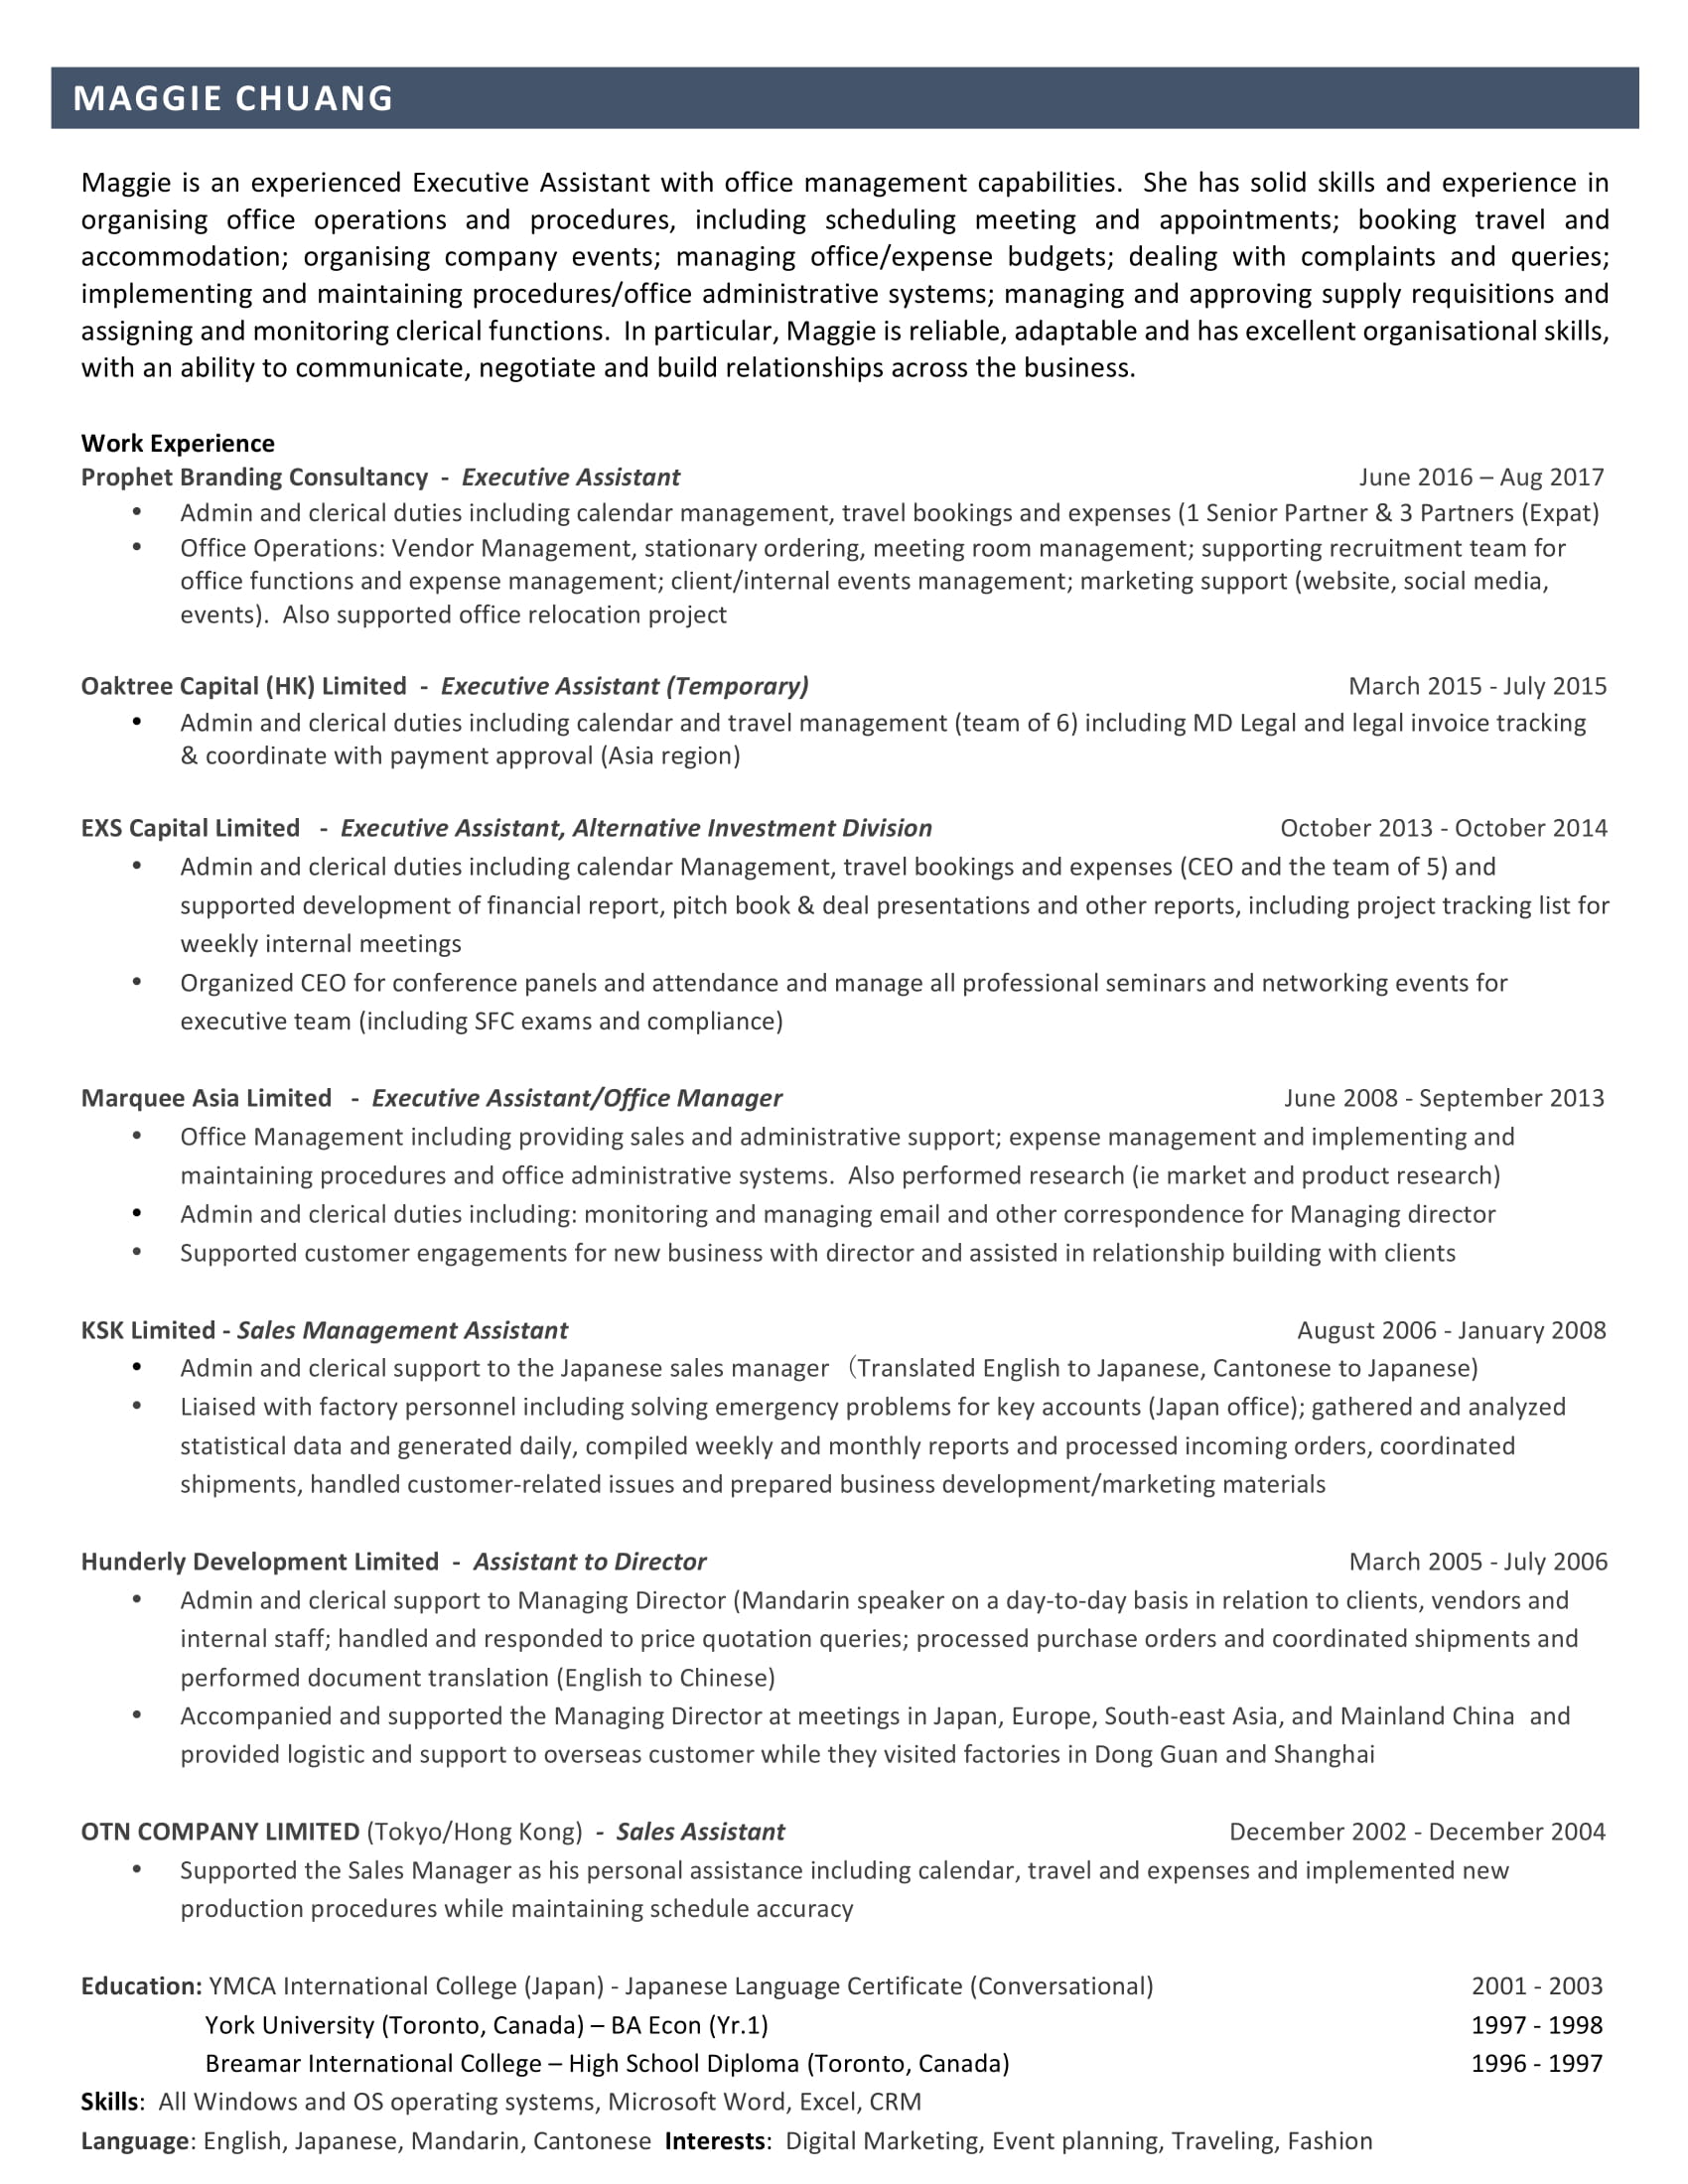 MAGGIE CHUANG
Maggie is an experienced Executive Assistant with office management capabilities.  She has solid skills and experience in
organising office operations and procedures, including scheduling meeting and appointments; booking travel and
accommodation; organising company events; managing office/expense budgets; dealing with complaints and queries;
implementing and maintaining procedures/office administrative systems; managing and approving supply requisitions and
assigning and monitoring clerical functions.  In particular, Maggie is reliable, adaptable and has excellent organisational skills,
with an ability to communicate, negotiate and build relationships across the business.
Work Experience
Prophet Branding Consultancy  -  Executive Assistant June 2016 – Aug 2017
• Admin and clerical duties including calendar management, travel bookings and expenses (1 Senior Partner & 3 Partners (Expat)
• Office Operations: Vendor Management, stationary ordering, meeting room management; supporting recruitment team for
office functions and expense management; client/internal events management; marketing support (website, social media,
events).  Also supported office relocation project
Oaktree Capital (HK) Limited  -  Executive Assistant (Temporary) March 2015 - July 2015
• Admin and clerical duties including calendar and travel management (team of 6) including MD Legal and legal invoice tracking
& coordinate with payment approval (Asia region)
EXS Capital Limited   -  Executive Assistant, Alternative Investment Division October 2013 - October 2014
• Admin and clerical duties including calendar Management, travel bookings and expenses (CEO and the team of 5) and
supported development of financial report, pitch book & deal presentations and other reports, including project tracking list for
weekly internal meetings
• Organized CEO for conference panels and attendance and manage all professional seminars and networking events for
executive team (including SFC exams and compliance)
Marquee Asia Limited   -  Executive Assistant/Office Manager June 2008 - September 2013
• Office Management including providing sales and administrative support; expense management and implementing and
maintaining procedures and office administrative systems.  Also performed research (ie market and product research)
• Admin and clerical duties including: monitoring and managing email and other correspondence for Managing director
• Supported customer engagements for new business with director and assisted in relationship building with clients
KSK Limited - Sales Management Assistant August 2006 - January 2008
• Admin and clerical support to the Japanese sales manager （Translated English to Japanese, Cantonese to Japanese)
• Liaised with factory personnel including solving emergency problems for key accounts (Japan office); gathered and analyzed
statistical data and generated daily, compiled weekly and monthly reports and processed incoming orders, coordinated
shipments, handled customer-related issues and prepared business development/marketing materials
Hunderly Development Limited  -  Assistant to Director March 2005 - July 2006
• Admin and clerical support to Managing Director (Mandarin speaker on a day-to-day basis in relation to clients, vendors and
internal staff; handled and responded to price quotation queries; processed purchase orders and coordinated shipments and
performed document translation (English to Chinese)
• Accompanied and supported the Managing Director at meetings in Japan, Europe, South-east Asia, and Mainland China  and
provided logistic and support to overseas customer while they visited factories in Dong Guan and Shanghai
OTN COMPANY LIMITED (Tokyo/Hong Kong)  -  Sales Assistant December 2002 - December 2004
• Supported the Sales Manager as his personal assistance including calendar, travel and expenses and implemented new
production procedures while maintaining schedule accuracy
Education: YMCA International College (Japan) - Japanese Language Certificate (Conversational) 2001 - 2003
York University (Toronto, Canada) – BA Econ (Yr.1) 1997 - 1998
Breamar International College – High School Diploma (Toronto, Canada) 1996 - 1997
Skills:  All Windows and OS operating systems, Microsoft Word, Excel, CRM
Language: English, Japanese, Mandarin, Cantonese  Interests:  Digital Marketing, Event planning, Traveling, Fashion